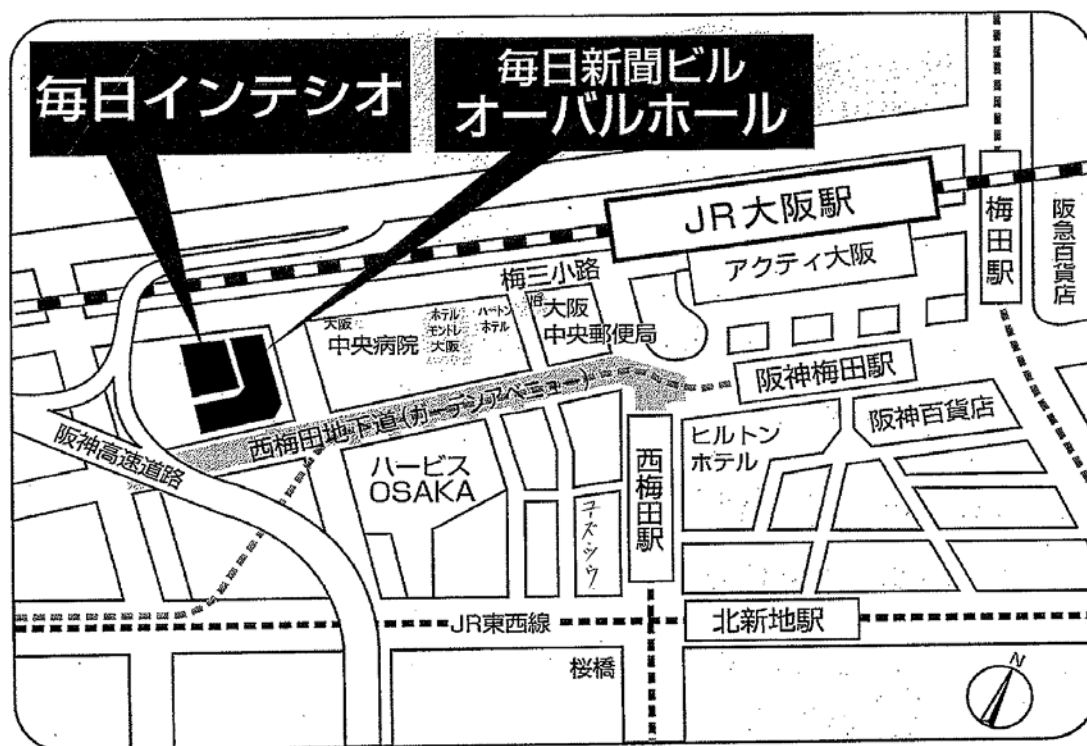 毎日インテシオ
毎日新聞ビル
オーバルホール
JR大阪駅
アクティ大阪
梅田駅
阪急百貨店
梅三小路
旧
大阪
中央郵便局
大阪
中央病院
ホテル
モントレ
大阪
ハートン
ホテル
阪神梅田駅
阪神百貨店
西梅田地下道(ガーデンアベニュー)
阪神高速道路
ハービス
OSAKA
ヒルトン
ホテル
西梅田駅
JR東西線
北新地駅
桜橋
N